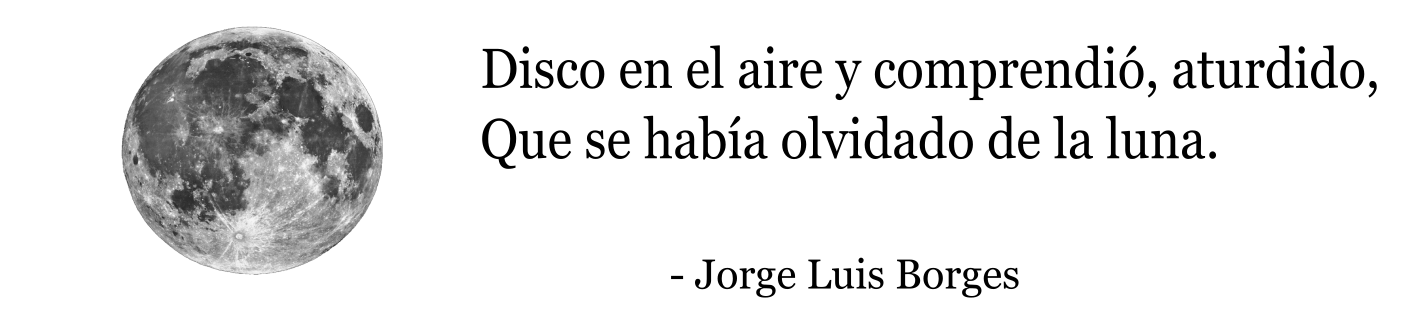 Disco en el aire y comprendió, aturdido,
Que se había olvidado de la luna.
- Jorge Luis Borges